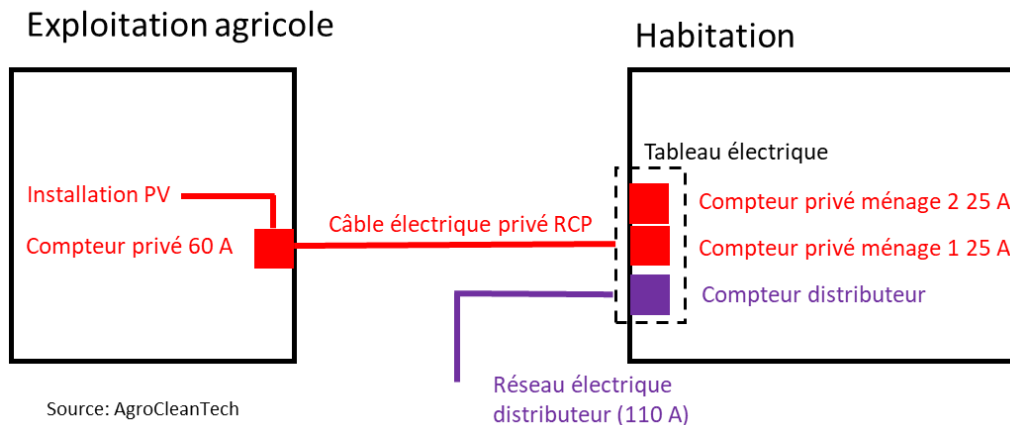 Exploitation agricole
Habitation
Tableau électrique
Installation PV
Compteur privé ménage 2 25 A
Câble électrique privé RCP
Compteur privé 60 A
Compteur privé ménage 1 25 A
Compteur distributeur
Réseau électrique
distributeur (110 A)
Source: AgroCleanTech